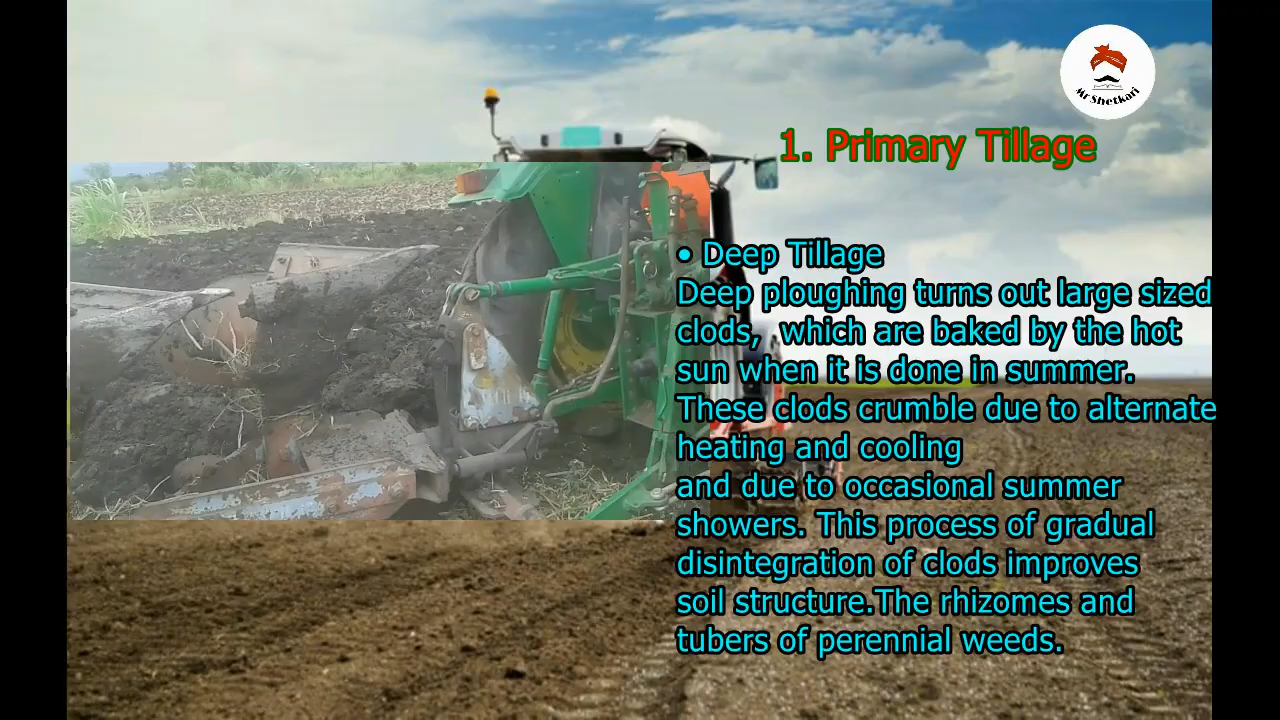 Mr Shetkari
1. Primary Tillage
• Deep Tillage
Deep ploughing turns out large sized
clods,  which are baked by the hot
sun when it is done in summer.
These clods crumble due to alternate
heating and cooling
and due to occasional summer
showers. This process of gradual
disintegration of clods improves
soil structure.The rhizomes and
tubers of perennial weeds.